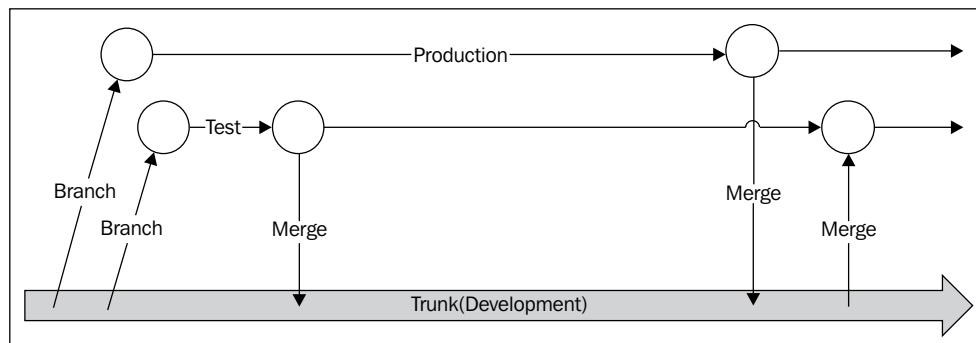 Production
Test
Branch
Branch
Merge
Merge
Merge
Trunk(Development)